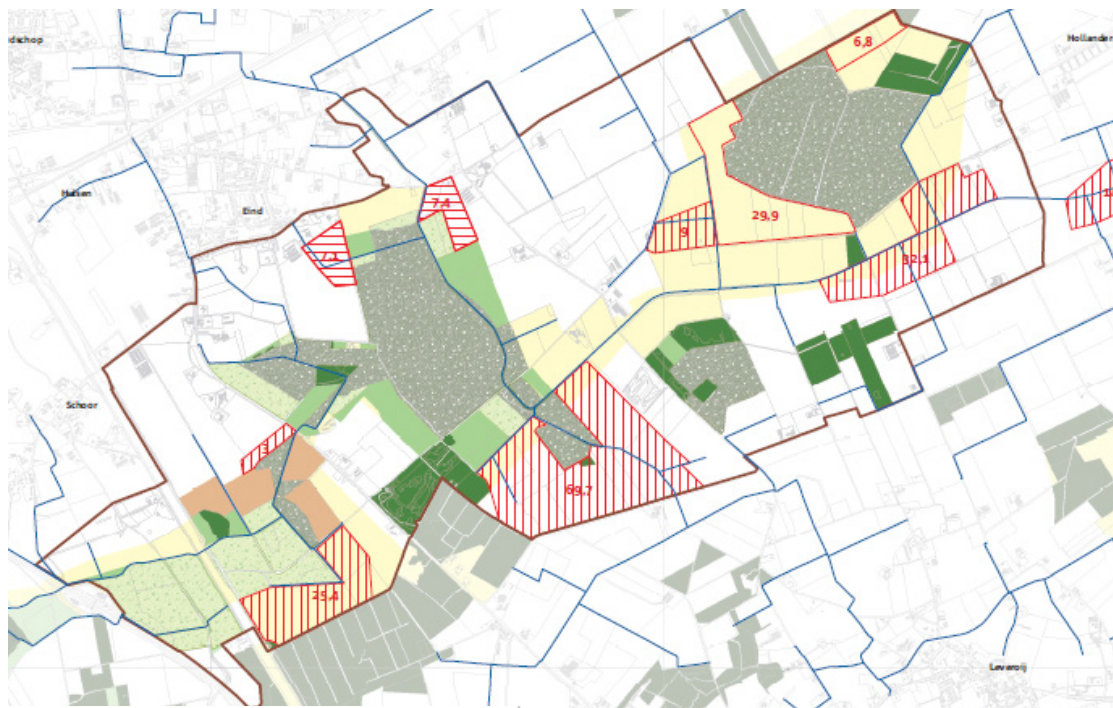 dschop
6,8
Hollander
7,4
Eind
7,1
29,9
9
32,1
Schoor
3
69,7
25,4
Leveroij